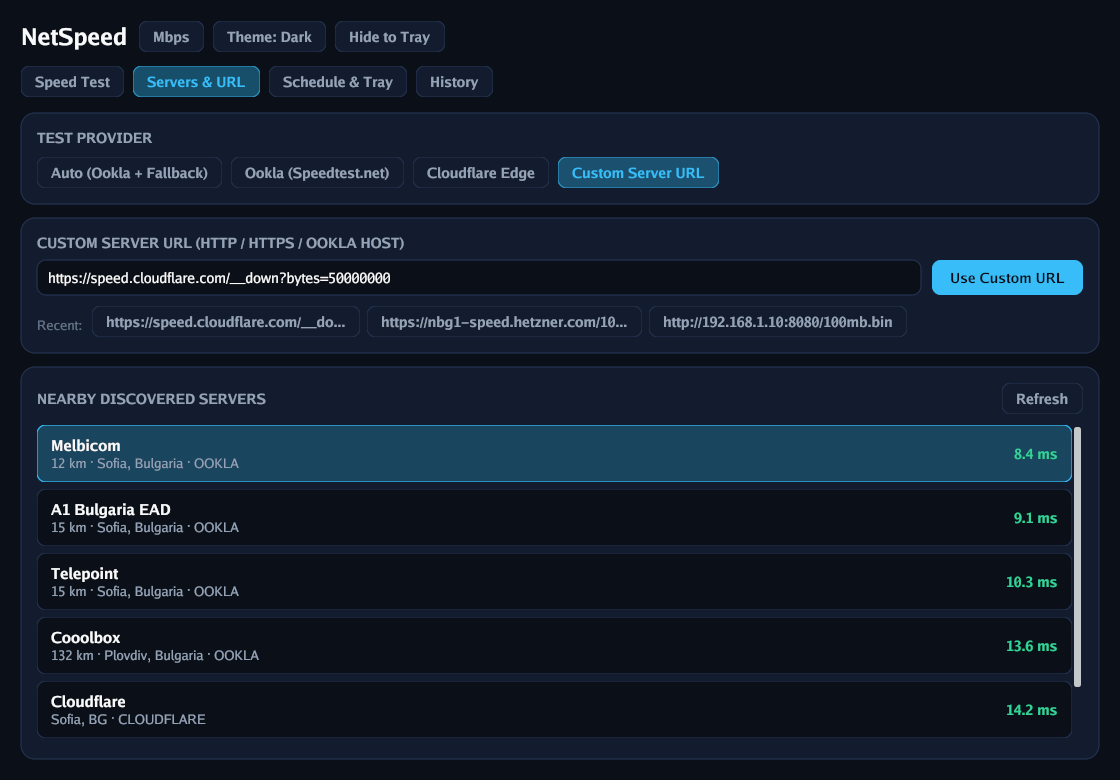 NetSpeed Mbps Theme: Dark Hide to Tray
Speed Test Servers & URL Schedule & Tray History
TEST PROVIDER
Auto (Ookla + Fallback) Ookla (Speedtest.net) Cloudflare Edge Custom Server URL
CUSTOM SERVER URL (HTTP / HTTPS / OOKLA HOST)
https://speed.cloudflare.com/__down?bytes=50000000 Use Custom URL
Recent: https://speed.cloudflare.com/__do... https://nbg1-speed.hetzner.com/10... http://192.168.1.10:8080/100mb.bin
NEARBY DISCOVERED SERVERS Refresh
Melbicom
12 km · Sofia, Bulgaria · OOKLA 8.4 ms
A1 Bulgaria EAD
15 km · Sofia, Bulgaria · OOKLA 9.1 ms
Telepoint
15 km · Sofia, Bulgaria · OOKLA 10.3 ms
Cooolbox
132 km · Plovdiv, Bulgaria · OOKLA 13.6 ms
Cloudflare
Sofia, BG · CLOUDFLARE 14.2 ms